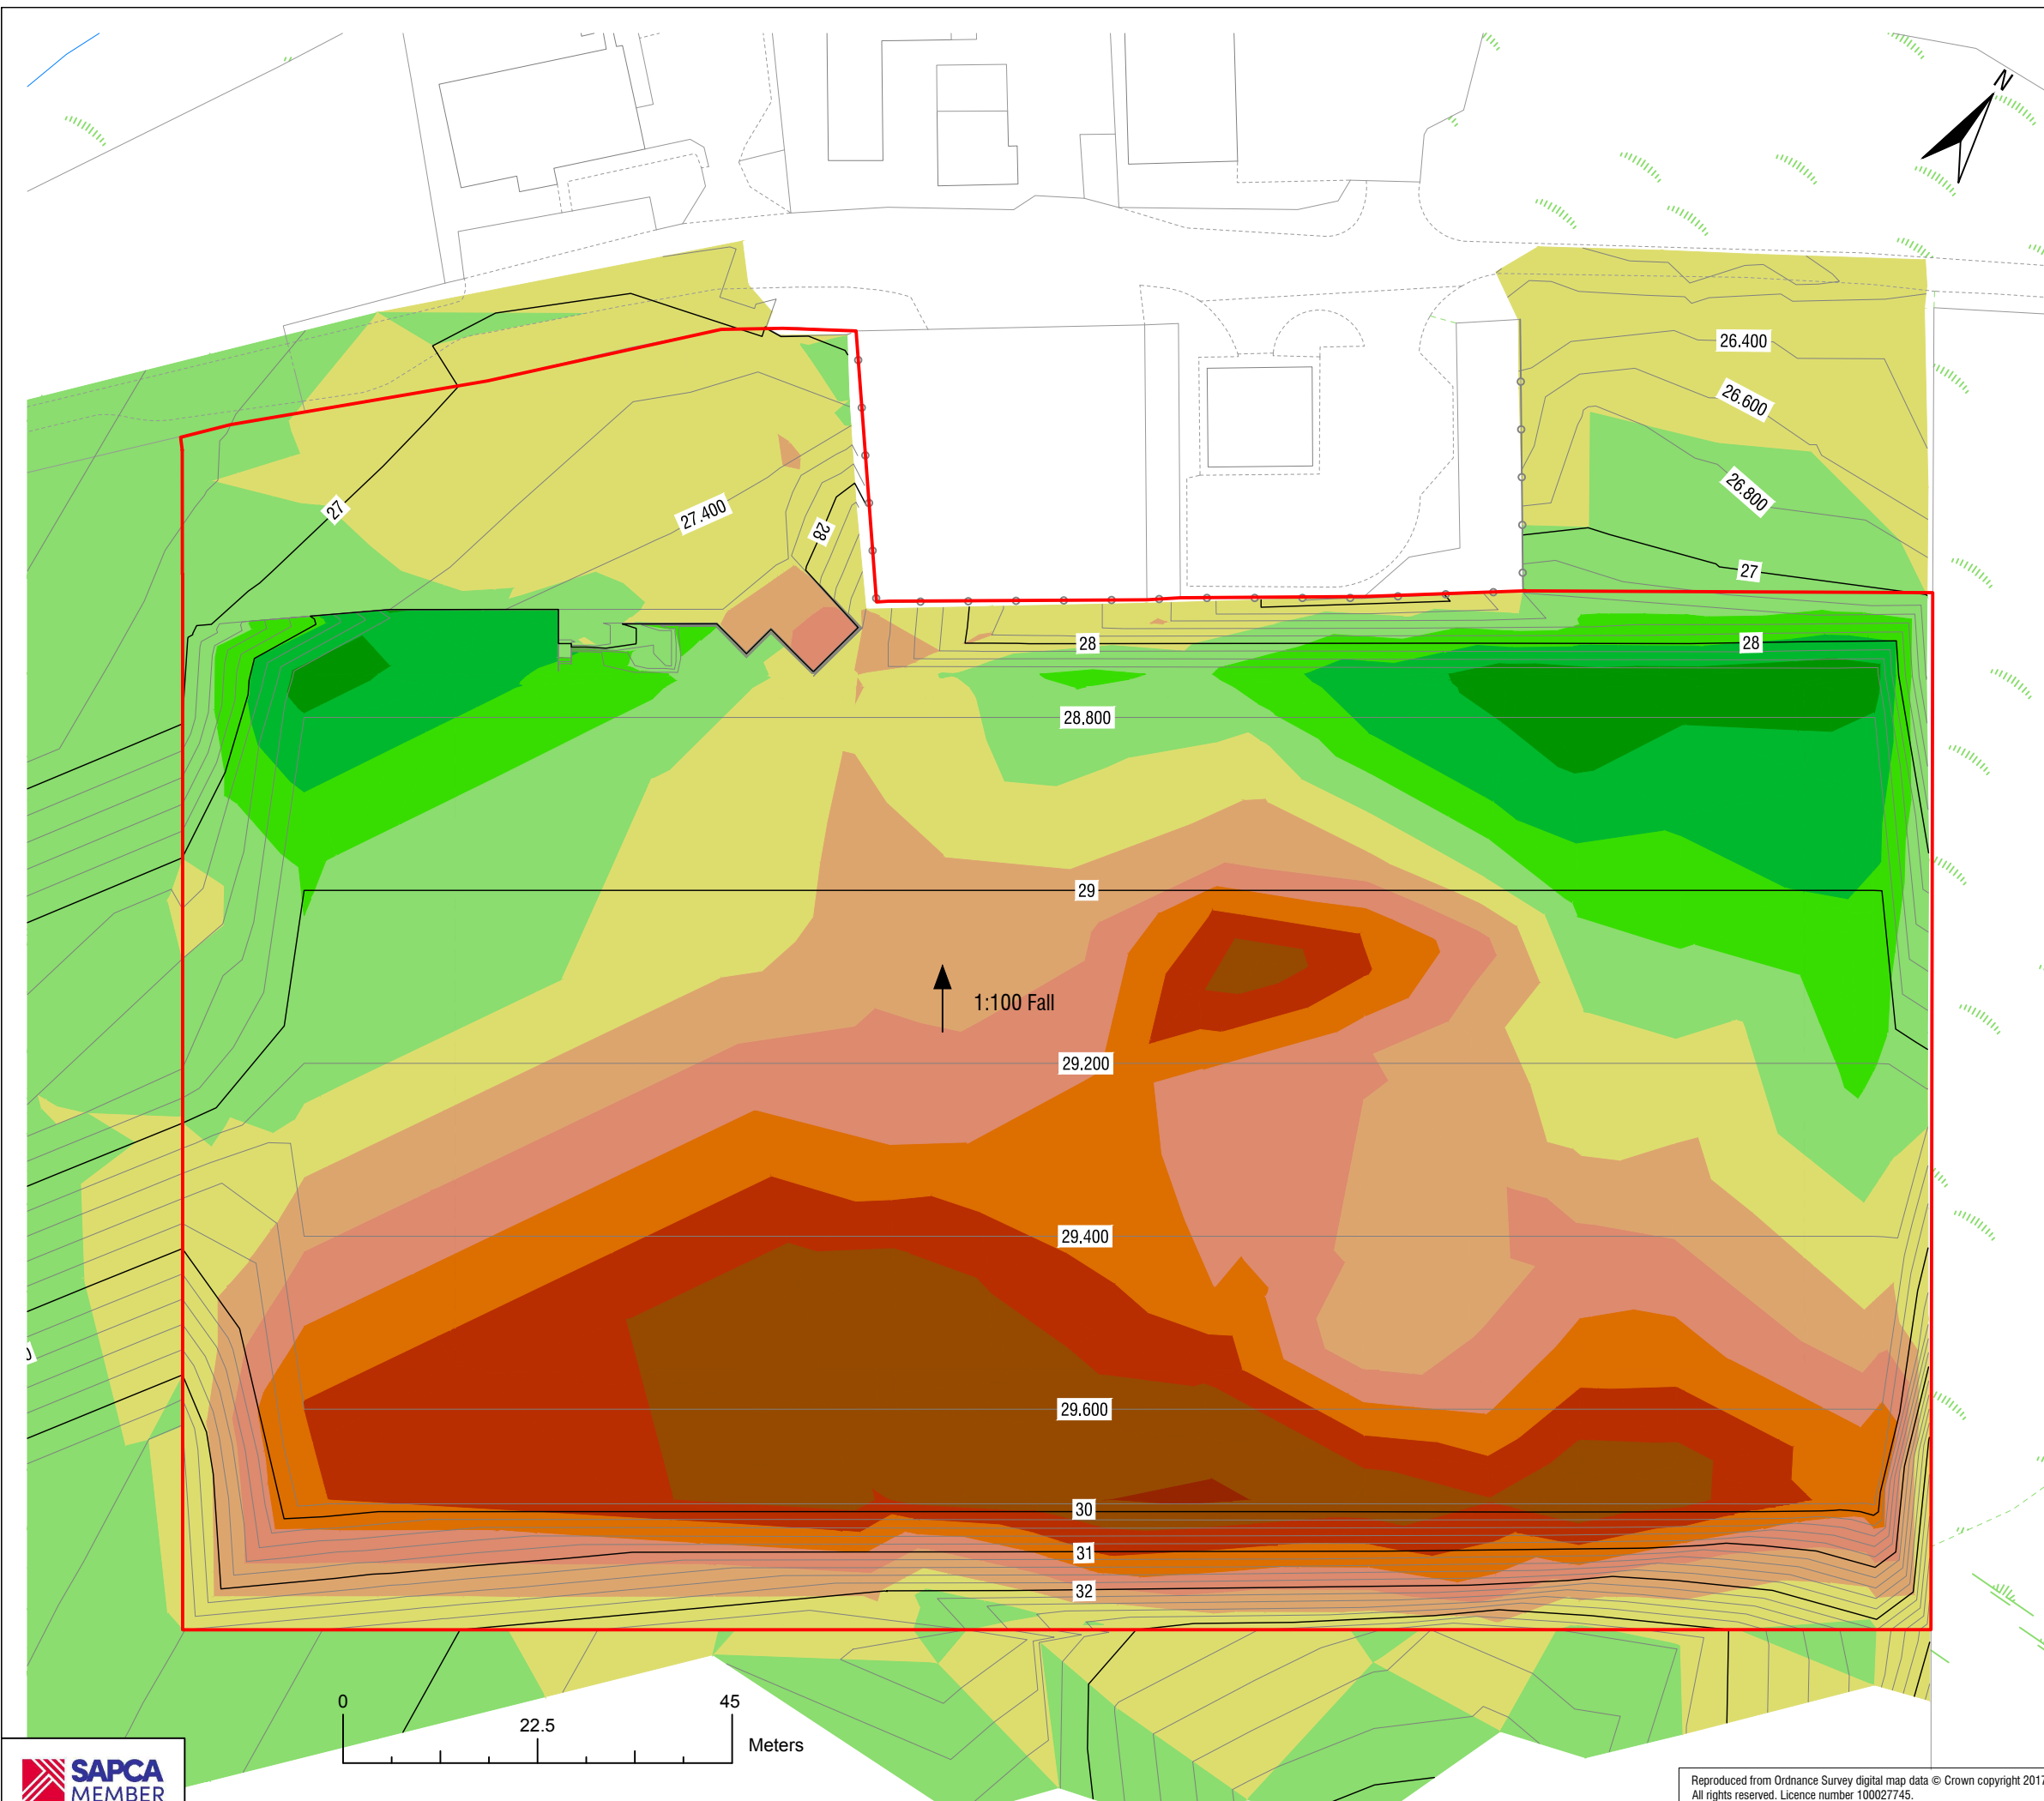 N
26.400
26.600
26.800
27
27
27.400
28
28
28
28.800
29
1:100 Fall
29.200
29.400
29.600
30
31
32
0
45
22.5
Meters
SAPCA
MEMBER
Reproduced from Ordnance Survey digital map data © Crown copyright 2017
All rights reserved. Licence number 100027745.